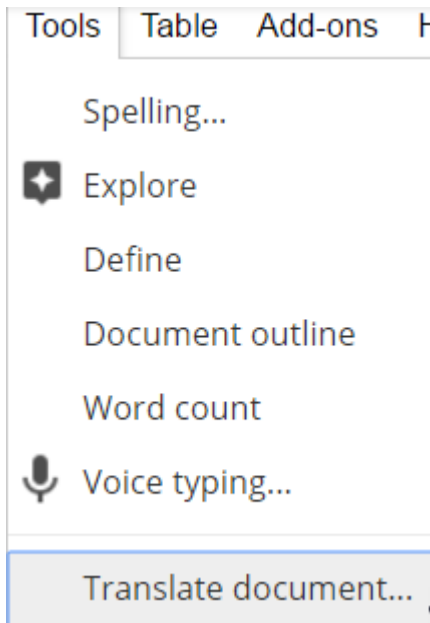 Tools Table Add-ons
Spelling...
Explore
Define
Document outline
Word count
Voice typing...
Translate document...